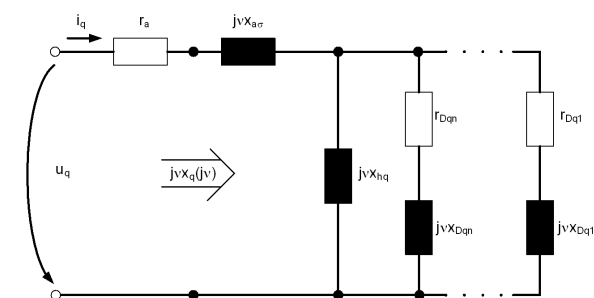 i_q
r_a
jνx_aσ
r_Dqn
r_Dq1
u_q
jνx_q(jν)
jνx_hq
jνx_Dqn
jνx_Dq1